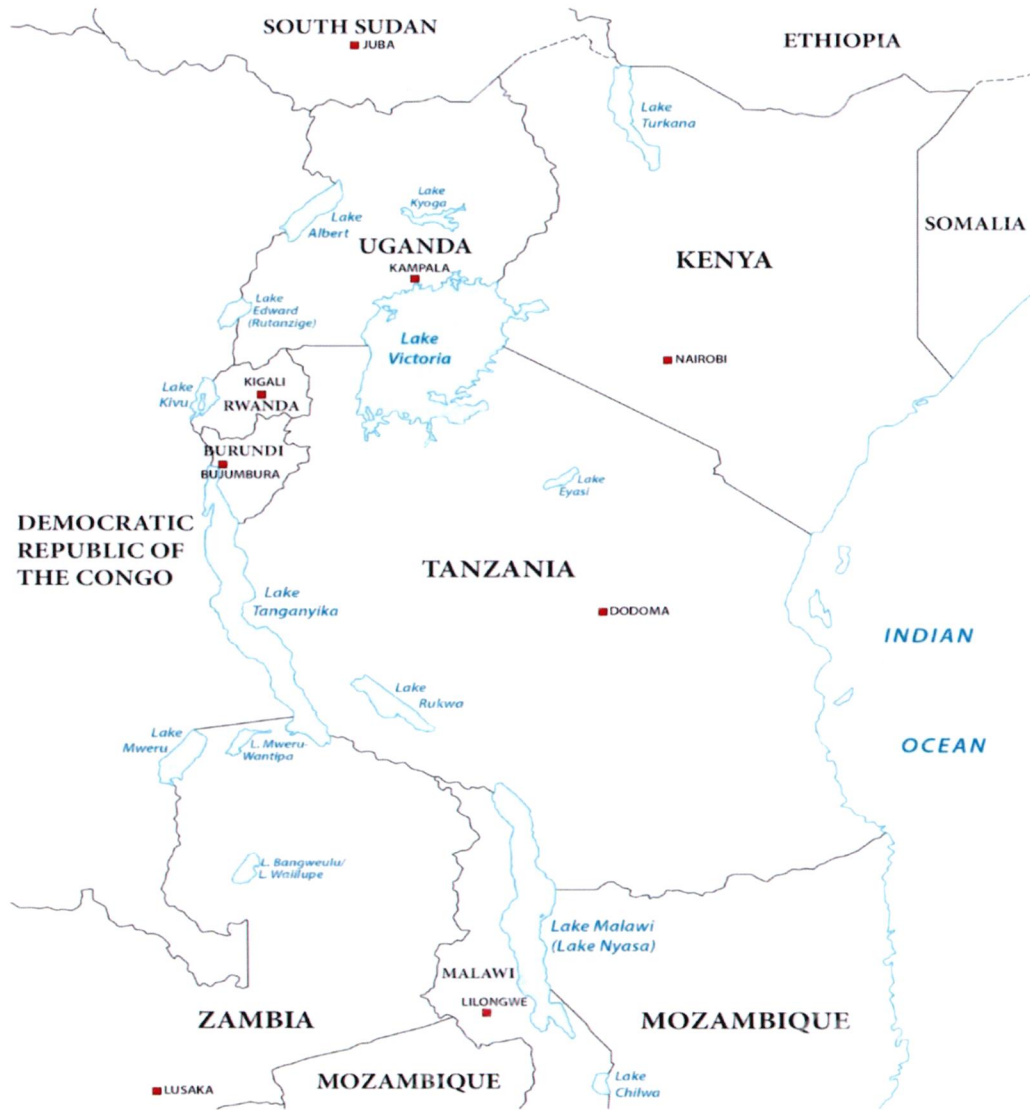 SOUTH SUDAN
JUBA
ETHIOPIA
Lake
Turkana
Lake
Kyoga
Lake
Albert
UGANDA
KAMPALA
SOMALIA
KENYA
Lake
Edward
(Rutanzige)
Lake
Victoria
NAIROBI
Lake
Kivu
KIGALI
RWANDA
BURUNDI
BUJUMBURA
Lake
Eyasi
DEMOCRATIC
REPUBLIC OF
THE CONGO
TANZANIA
Lake
Tanganyika
DODOMA
INDIAN
OCEAN
Lake
Rukwa
Lake
Mweru
L. Mweru-
Wantipa
L. Bangweulu/
L. Walilupe
Lake Malawi
(Lake Nyasa)
MALAWI
LILONGWE
ZAMBIA
MOZAMBIQUE
MOZAMBIQUE
LUSAKA
Lake
Chilwa